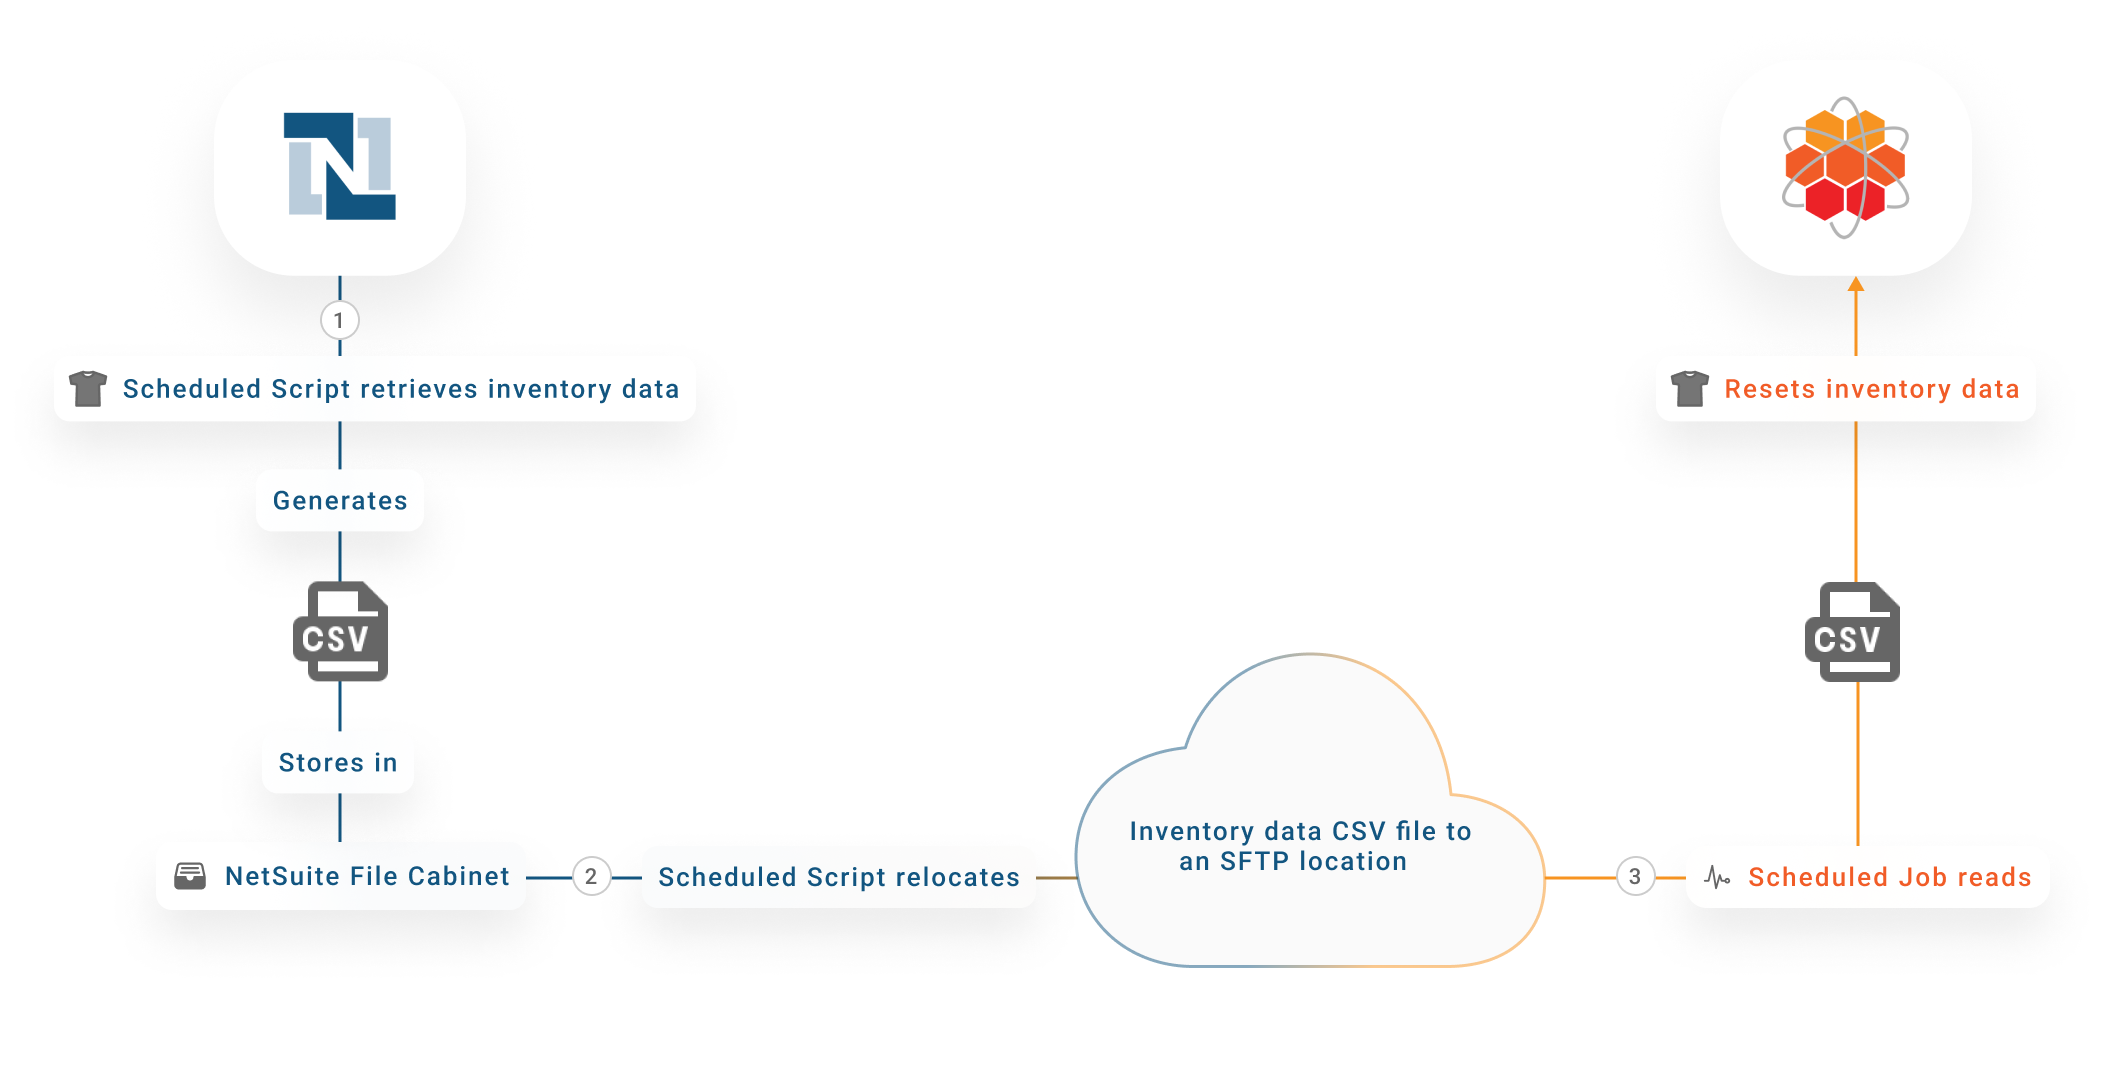 N
1
Scheduled Script retrieves inventory data
Generates
CSV
Stores in
NetSuite File Cabinet
2
Scheduled Script relocates
Inventory data CSV file to
an SFTP location
3
Scheduled Job reads
CSV
Resets inventory data